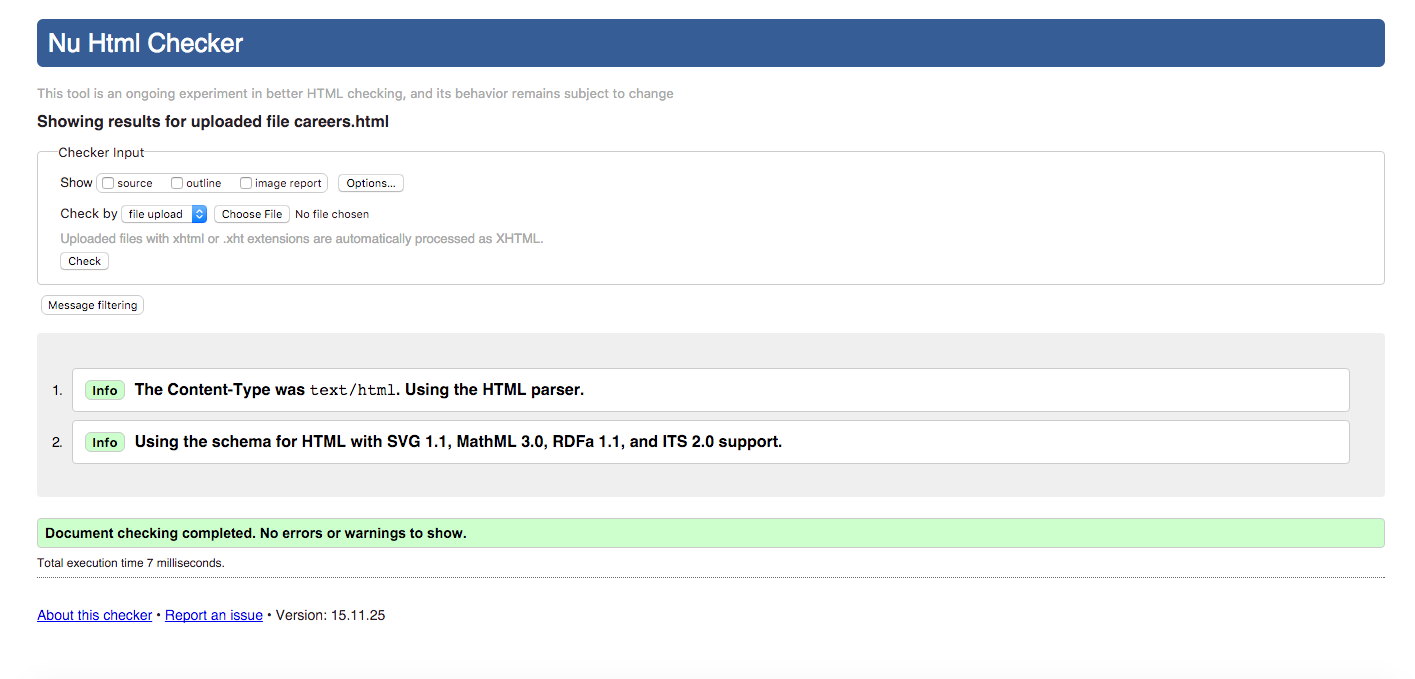 Nu Html Checker
This tool is an ongoing experiment in better HTML checking, and its behavior remains subject to change
Showing results for uploaded file careers.html
Checker Input
Show source outline image report Options...
Check by file upload Choose File No file chosen
Uploaded files with xhtml or .xht extensions are automatically processed as XHTML.
Check
Message filtering
1. Info The Content-Type was text/html. Using the HTML parser.
2. Info Using the schema for HTML with SVG 1.1, MathML 3.0, RDFa 1.1, and ITS 2.0 support.
Document checking completed. No errors or warnings to show.
Total execution time 7 milliseconds.
About this checker • Report an issue • Version: 15.11.25